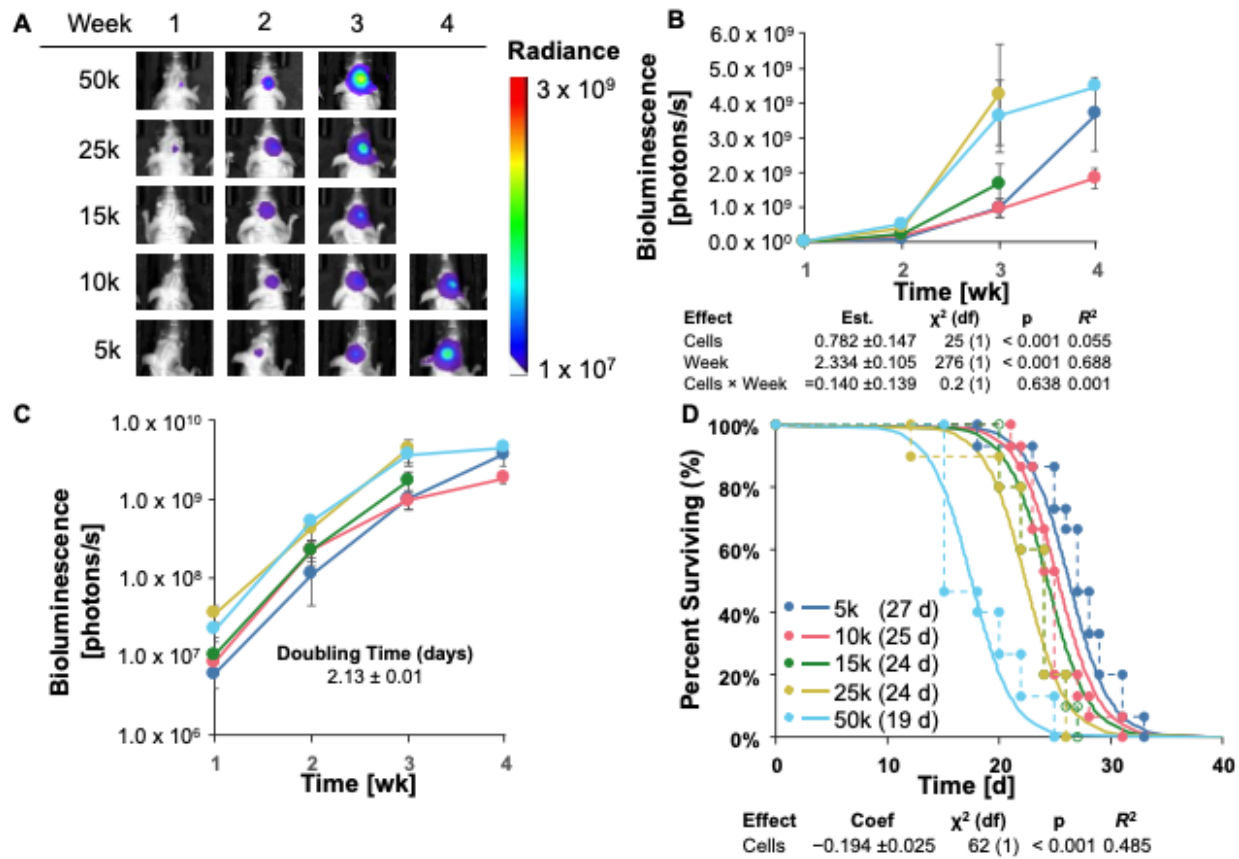 A
Week 1 2 3 4
50k
25k
15k
10k
5k
Radiance
3 x 10⁹
1 x 10⁷
B
Bioluminescence
[photons/s]
6.0 x 10⁹
5.0 x 10⁹
4.0 x 10⁹
3.0 x 10⁹
2.0 x 10⁹
1.0 x 10⁹
0.0 x 10⁰
1 2 3 4
Time [wk]
Effect Est. χ² (df) p R²
Cells 0.782 ±0.147 25 (1) < 0.001 0.055
Week 2.334 ±0.105 276 (1) < 0.001 0.688
Cells × Week =0.140 ±0.139 0.2 (1) 0.638 0.001
C
Bioluminescence
[photons/s]
1.0 x 10¹⁰
1.0 x 10⁹
1.0 x 10⁸
1.0 x 10⁷
1.0 x 10⁶
Doubling Time (days)
2.13 ± 0.01
1 2 3 4
Time [wk]
D
Percent Surviving (%)
100%
80%
60%
40%
20%
0%
5k (27 d)
10k (25 d)
15k (24 d)
25k (24 d)
50k (19 d)
0 10 20 30 40
Time [d]
Effect Coef χ² (df) p R²
Cells −0.194 ±0.025 62 (1) < 0.001 0.485